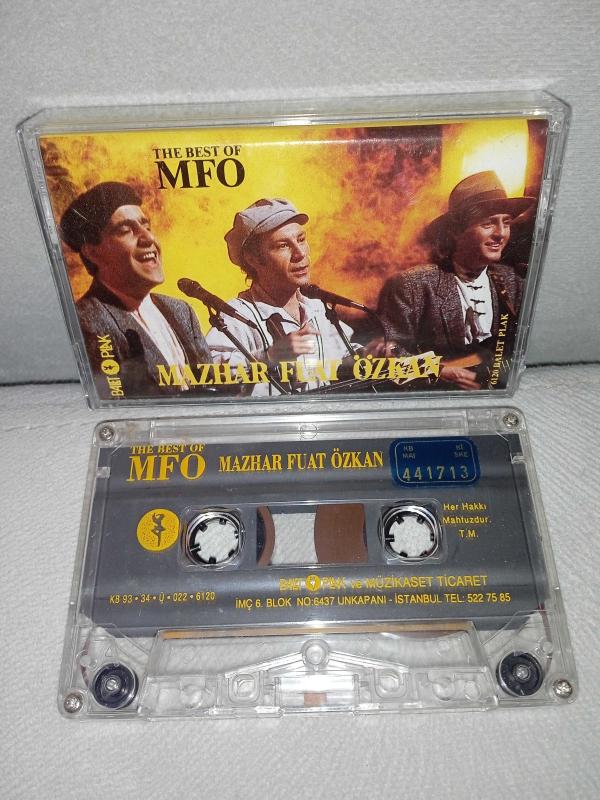 THE BEST OF
MFO
MAZHAR FUAT ÖZKAN
BALET PLAK
6120 BALET PLAK
THE BEST OF
MFO MAZHAR FUAT ÖZKAN
441713
Her Hakkı
Mahfuzdur.
T.M.
BALET PLAK ve MÜZİKASET TİCARET
KB 93 • 34 • Ü • 022 • 6120
İMÇ 6. BLOK NO:6437 UNKAPANI - İSTANBUL TEL: 522 75 85
A